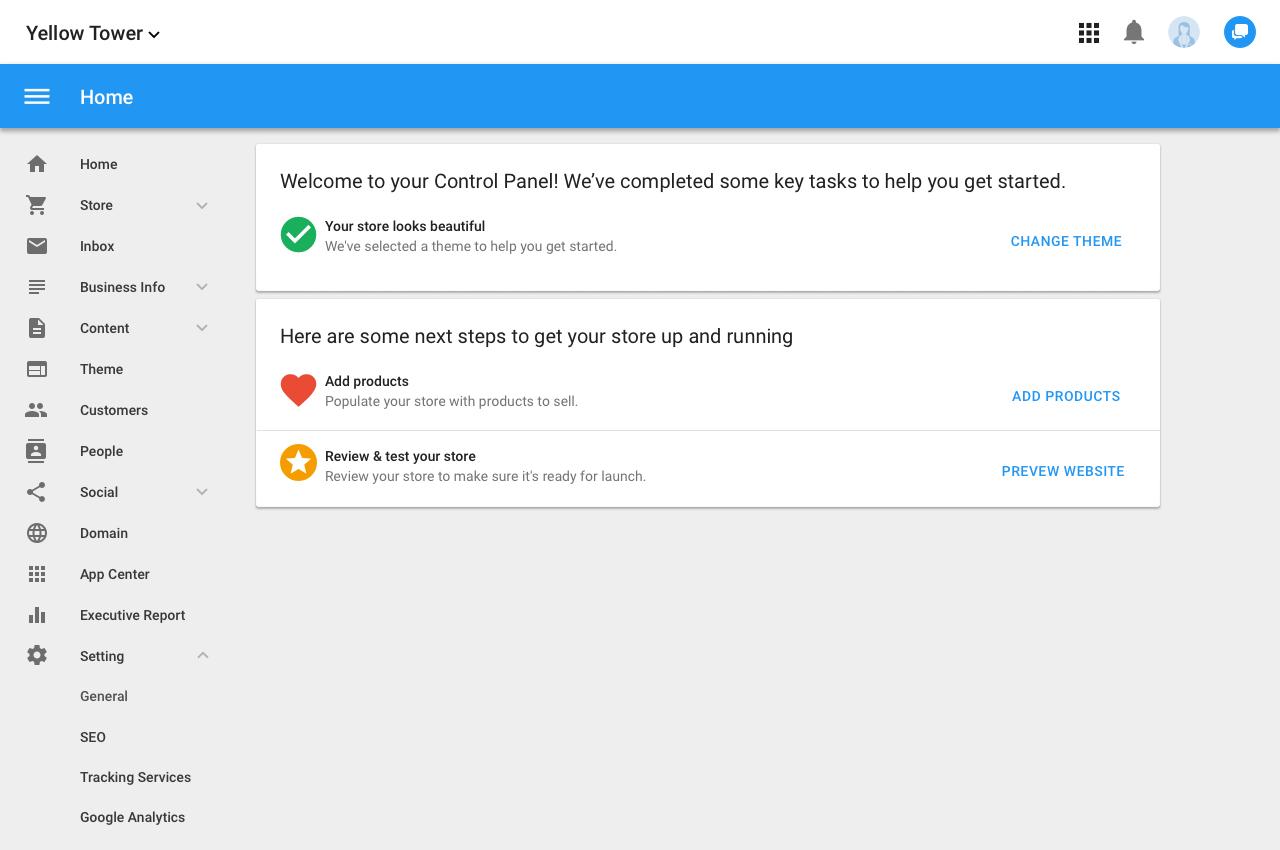 Yellow Tower
Home
Home
Store
Inbox
Business Info
Content
Theme
Customers
People
Social
Domain
App Center
Executive Report
Setting
General
SEO
Tracking Services
Google Analytics
Welcome to your Control Panel! We’ve completed some key tasks to help you get started.
Your store looks beautiful
We've selected a theme to help you get started.
CHANGE THEME
Here are some next steps to get your store up and running
Add products
Populate your store with products to sell.
ADD PRODUCTS
Review & test your store
Review your store to make sure it's ready for launch.
PREVEW WEBSITE